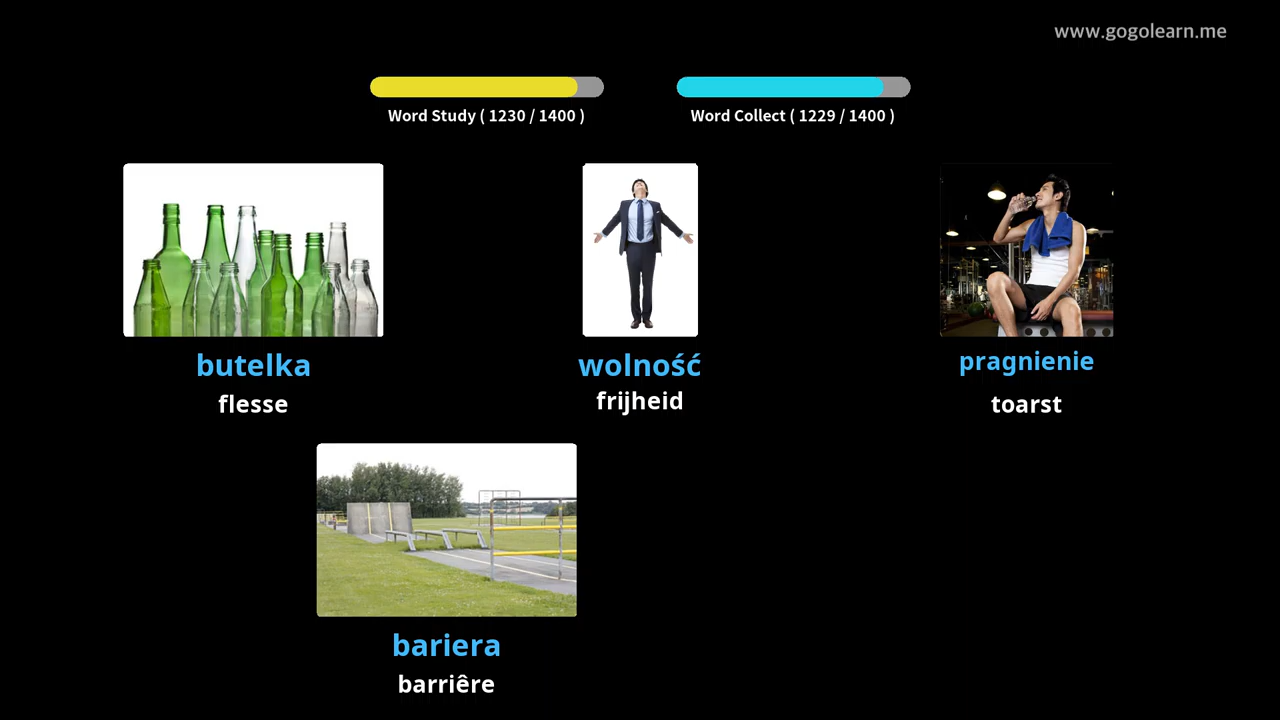 www.gogolearn.me
Word Study ( 1230 / 1400 )
Word Collect ( 1229 / 1400 )
butelka
flesse
wolność
frijheid
pragnienie
toarst
bariera
barriêre